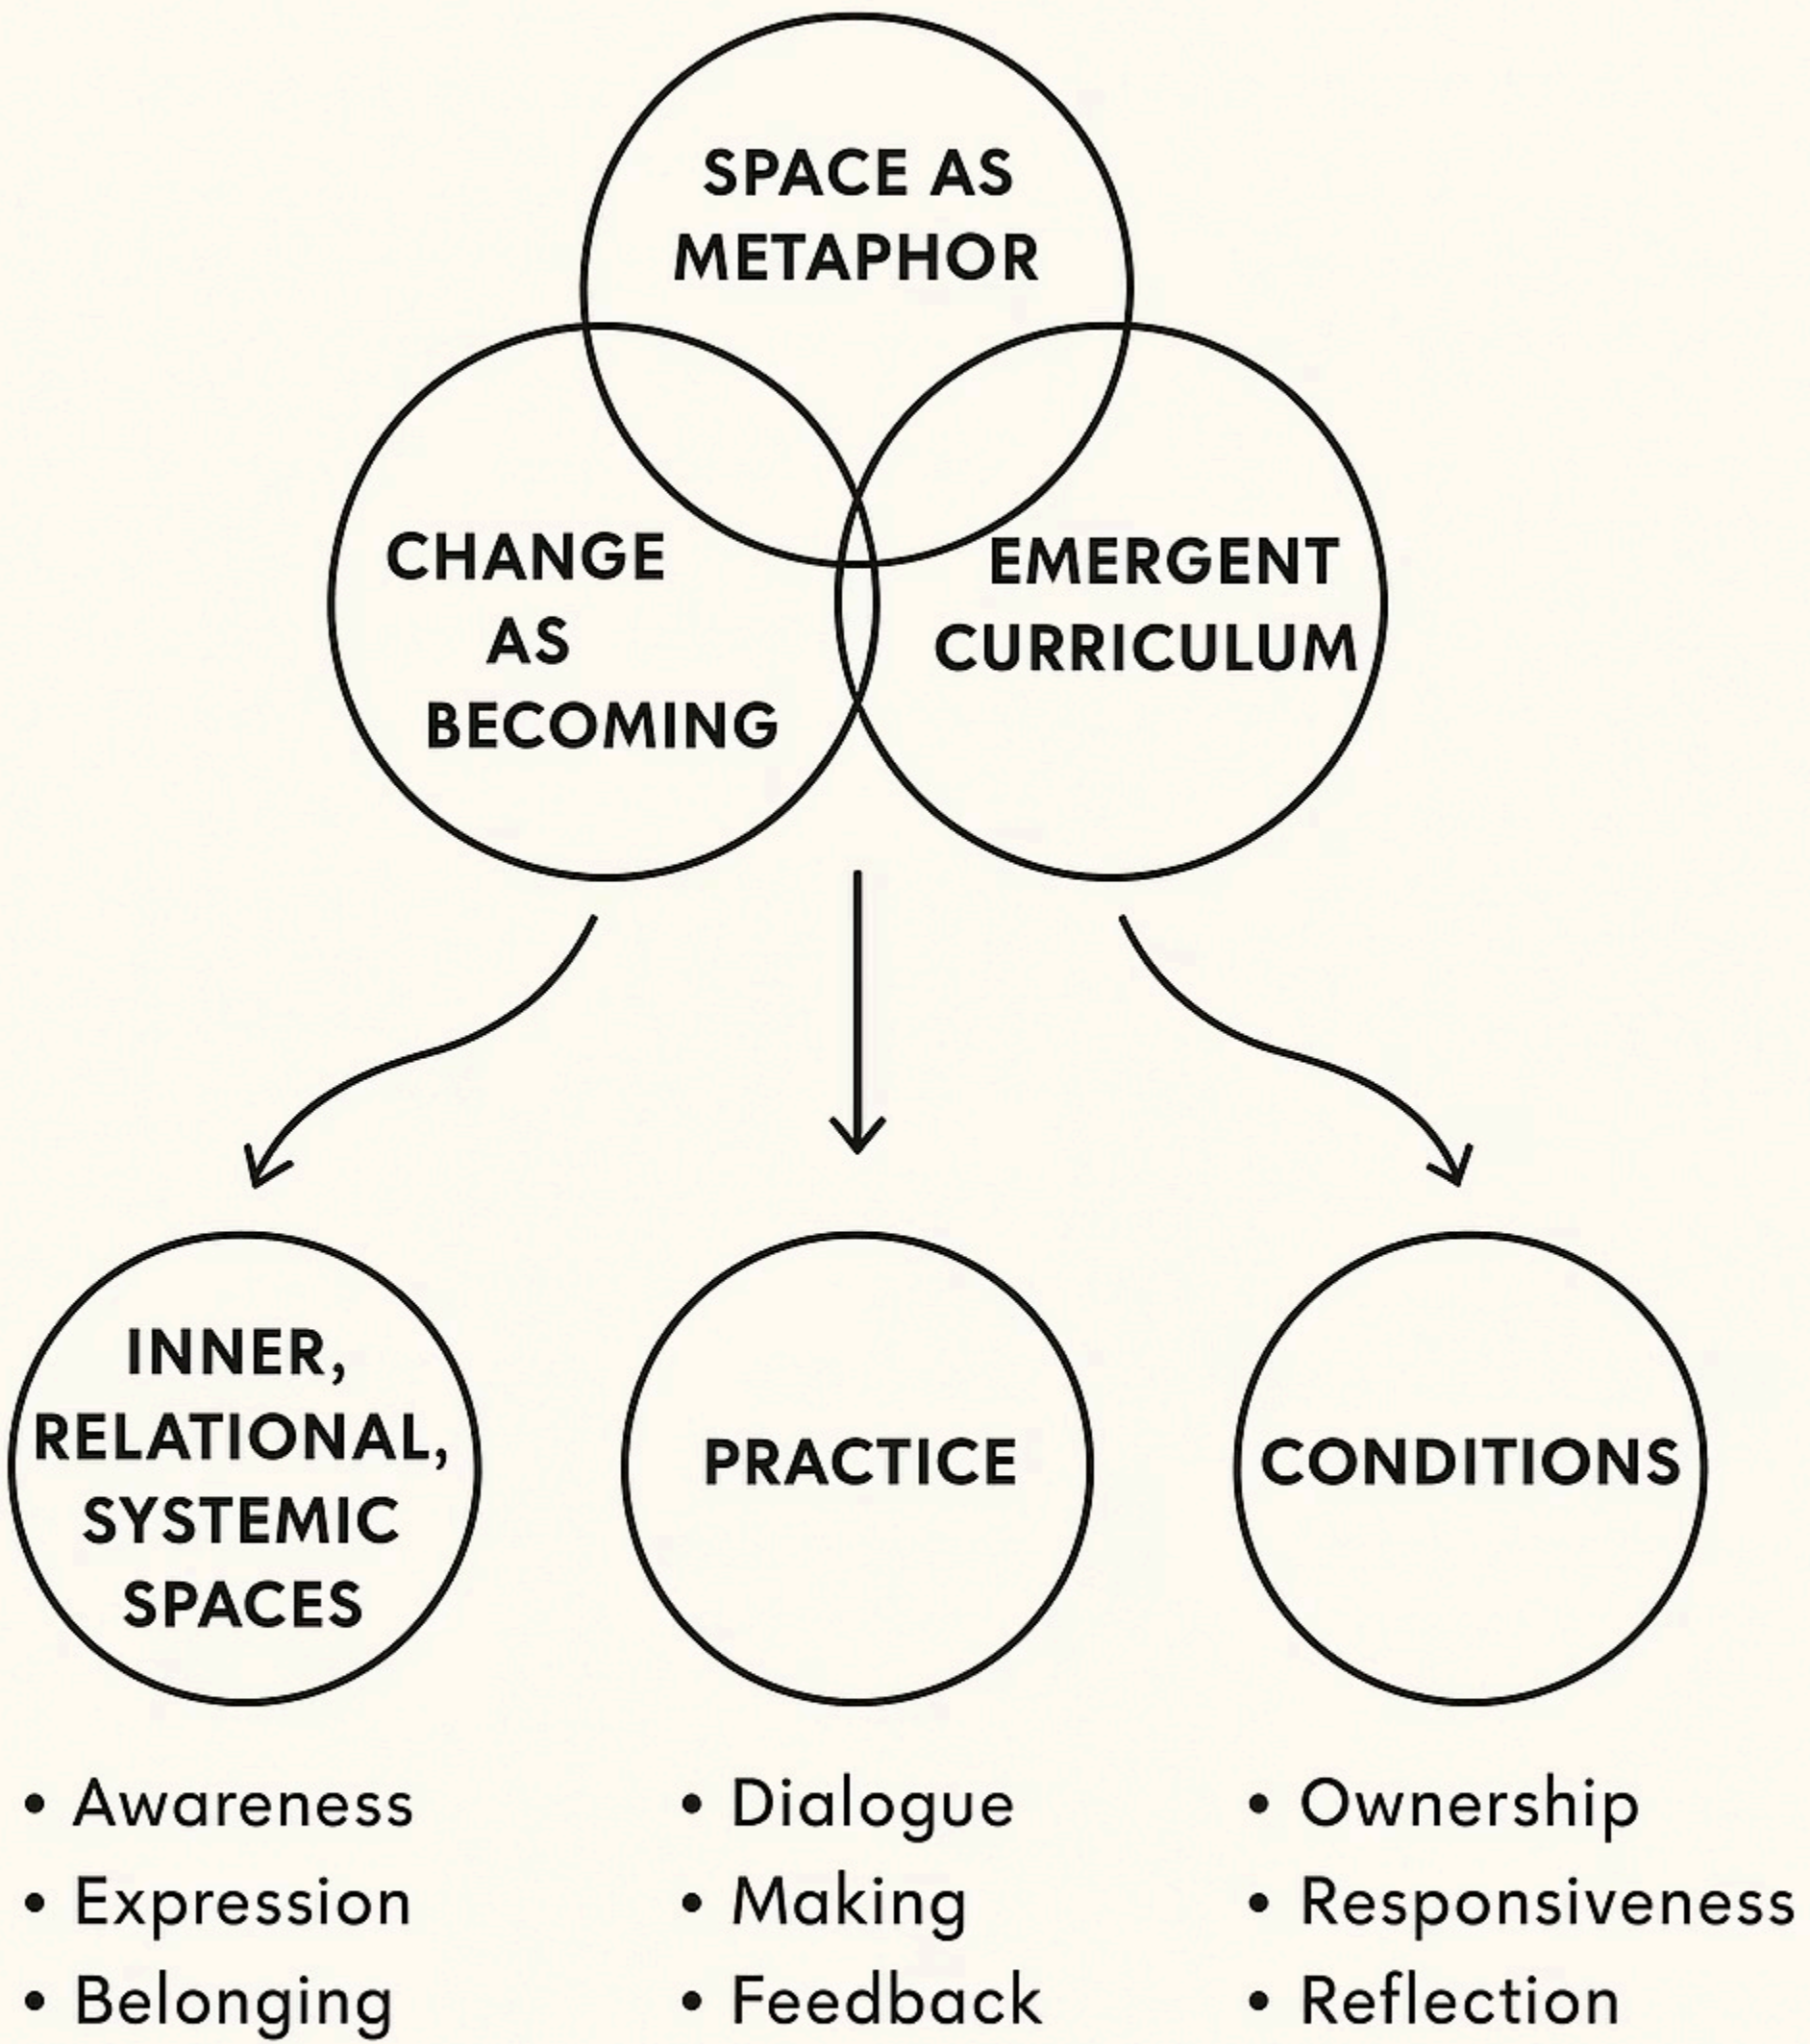 SPACE AS
METAPHOR
CHANGE
AS
BECOMING
EMERGENT
CURRICULUM
INNER,
RELATIONAL,
SYSTEMIC
SPACES
PRACTICE
CONDITIONS
• Awareness
• Expression
• Belonging
• Dialogue
• Making
• Feedback
• Ownership
• Responsiveness
• Reflection